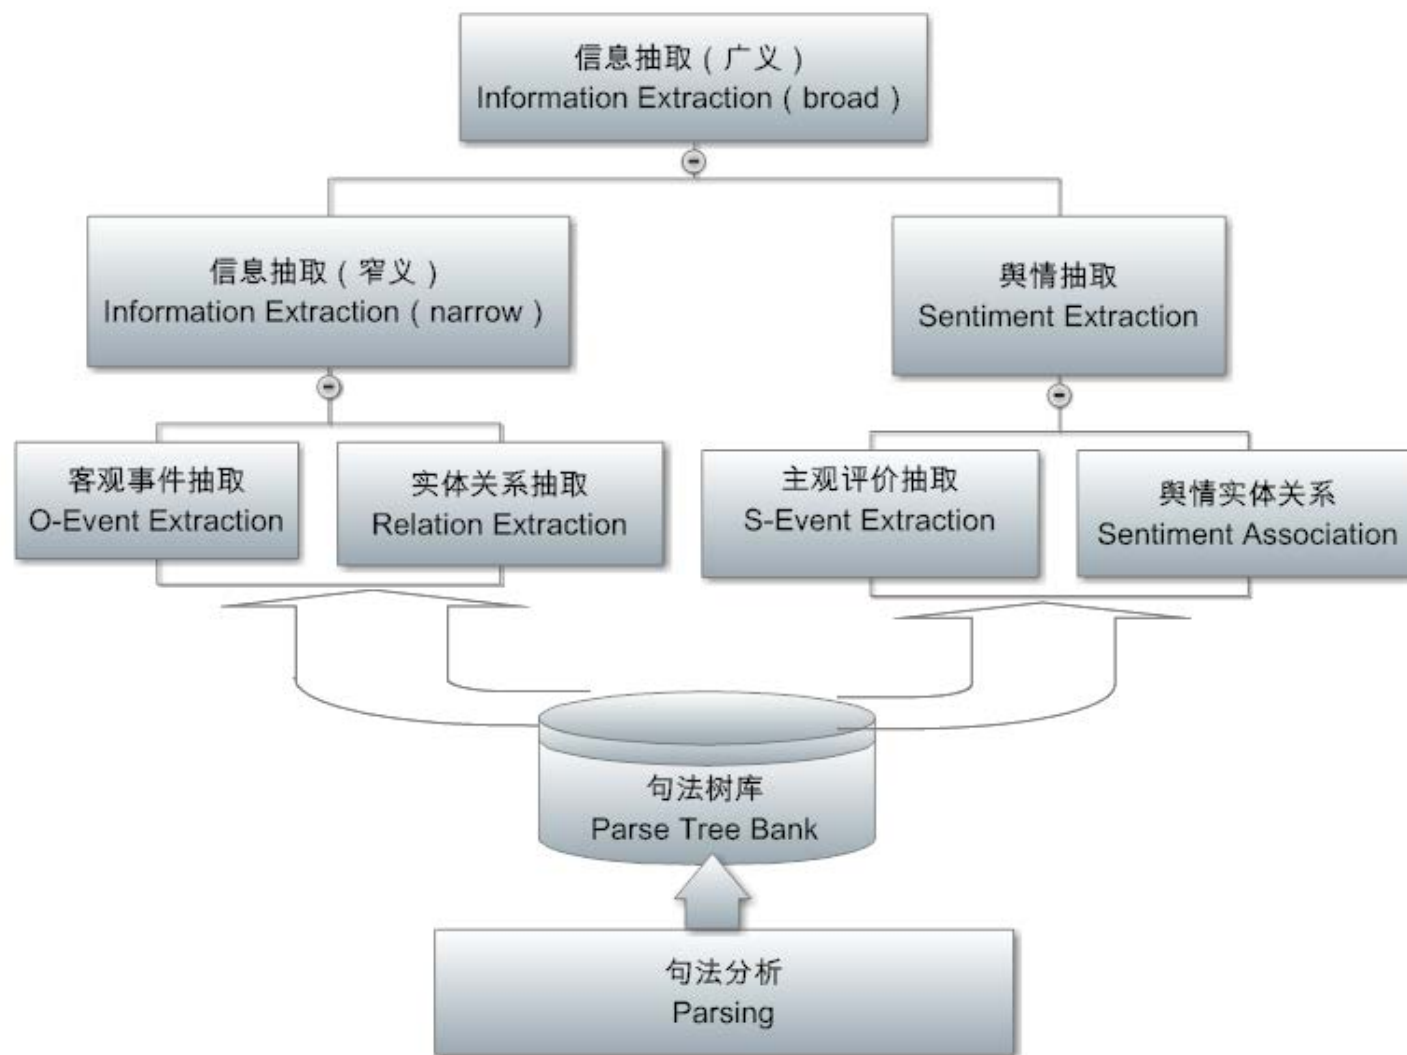 信息抽取（广义）
Information Extraction（broad）
信息抽取（窄义）
Information Extraction（narrow）
舆情抽取
Sentiment Extraction
客观事件抽取
O-Event Extraction
实体关系抽取
Relation Extraction
主观评价抽取
S-Event Extraction
舆情实体关系
Sentiment Association
句法树库
Parse Tree Bank
句法分析
Parsing